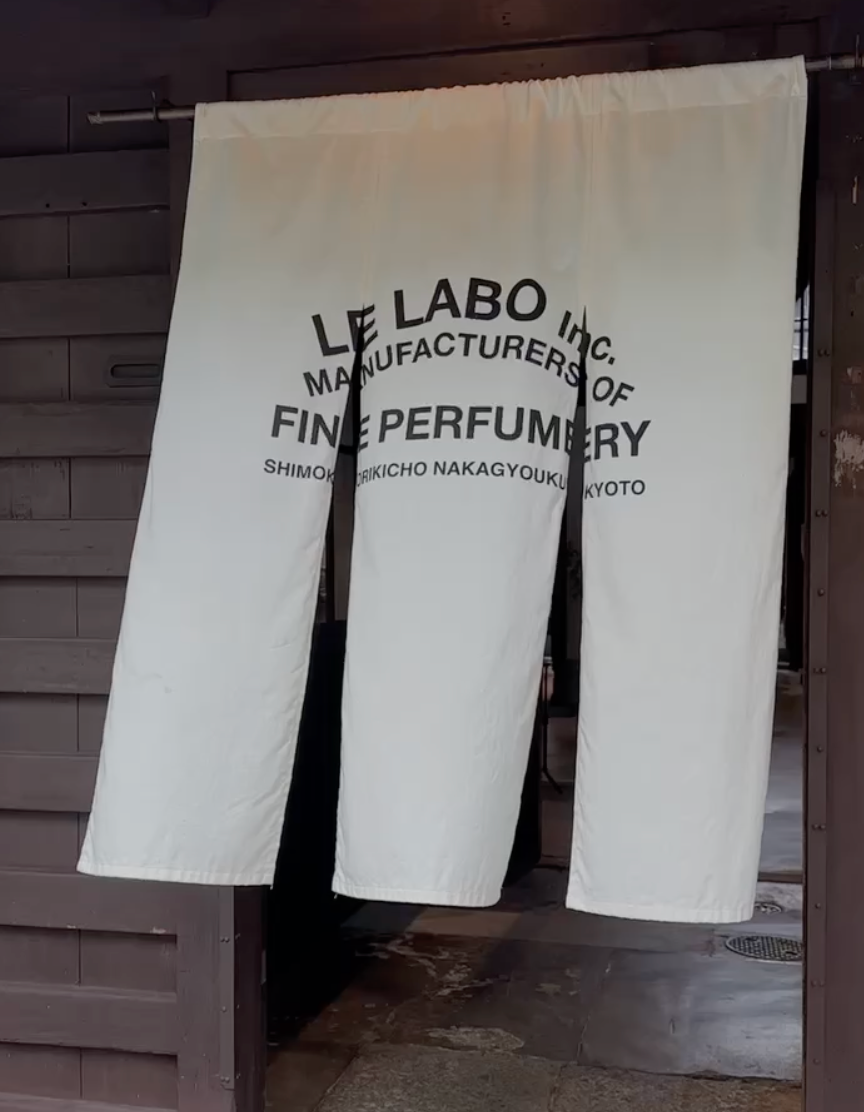 LE LABO Inc.
MANUFACTURERS OF
FINE PERFUMERY
NAKAGYOUKU KYOTO